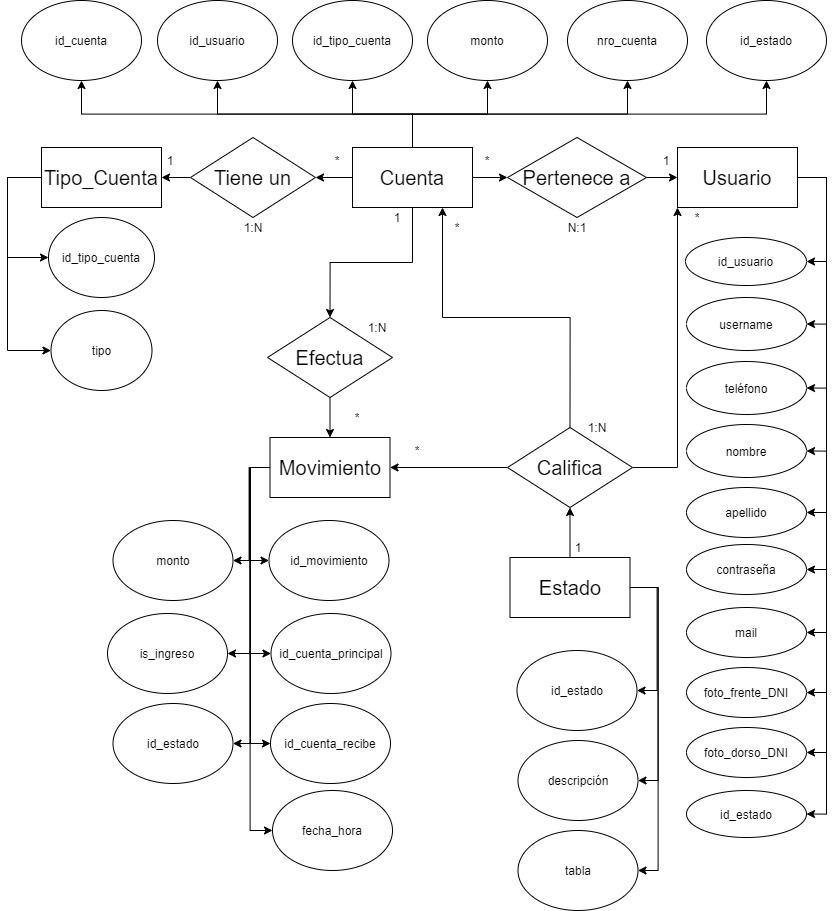 id_cuenta
id_usuario
id_tipo_cuenta
monto
nro_cuenta
id_estado
Tipo_Cuenta
1
Tiene un
1:N
*
Cuenta
*
Pertenece a
N:1
1
Usuario
1
*
*
id_tipo_cuenta
tipo
id_usuario
username
teléfono
nombre
apellido
contraseña
mail
foto_frente_DNI
foto_dorso_DNI
id_estado
1:N
Efectua
*
Movimiento
*
1:N
Califica
1
Estado
monto
id_movimiento
is_ingreso
id_cuenta_principal
id_estado
id_cuenta_recibe
fecha_hora
id_estado
descripción
tabla